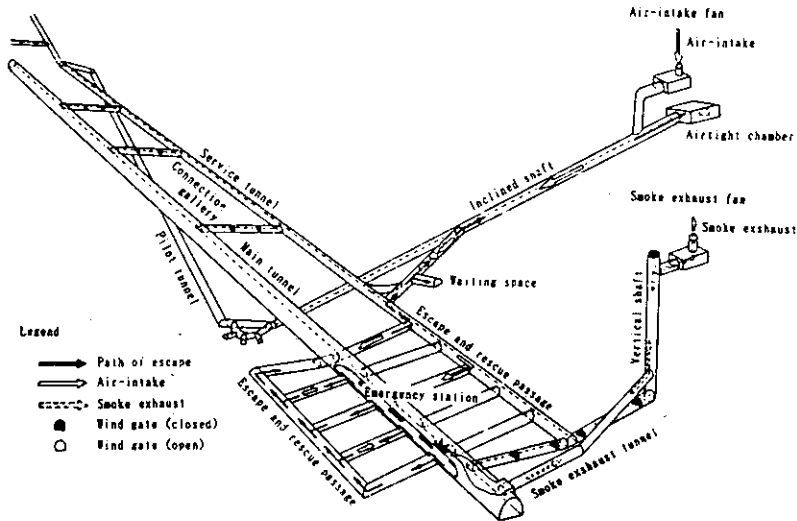 Air-intake fan
Air-intake
Airtight chamber
Smoke exhaust fan
Smoke exshaust
Service tunnel
Inclined shaft
Connection
gallery
Pilot tunnel
Main tunnel
Waiting space
Vertical shaft
Escape and rescue passage
Emergency station
Escape and rescue passage
Smoke exhaust tunnel
Legend
Path of escape
Air-intake
Smoke exhaust
Wind gate (closed)
Wind gate (open)